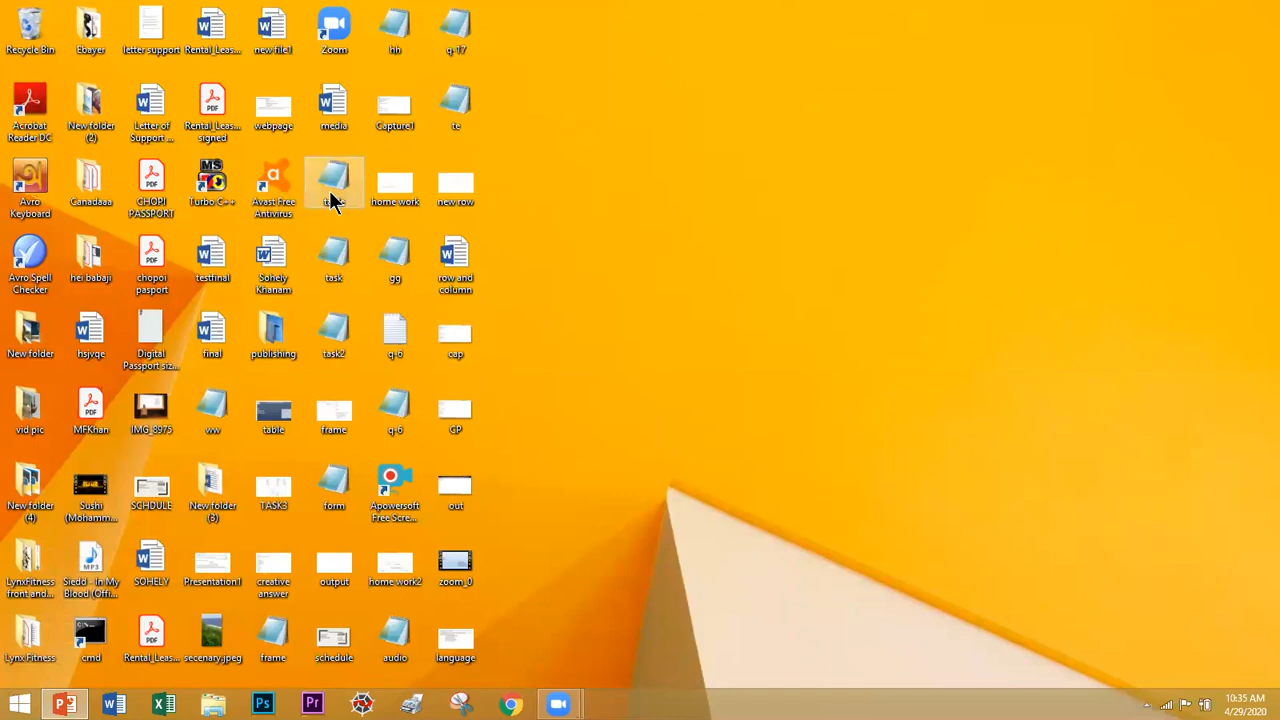 Recycle Bin
Ebayer
letter support
Rental_Leas...
new file1
Zoom
hh
q-17
Acrobat
Reader DC
New folder
(2)
Letter of
Support ...
Rental_Leas...
signed
webpage
media
Capture1
te
Avro
Keyboard
Canadaaa
CHOPI
PASSPORT
Turbo C++
Avast Free
Antivirus
home work
new row
Avro Spell
Checker
hei babaji
chopoi
pasport
testfinal
Sohely
Khanam
task
gg
row and
column
New folder
hsjvqe
Digital
Passport siz...
final
publishing
task2
q-6
cap
vid pic
MFKhan
IMG_8975
ww
table
frame
q-6
CP
New folder
(4)
Sushi
(Mohamm...
SCHDULE
New folder
(3)
TASK3
form
Apowersoft
Free Scre...
out
LynxFitness
front and...
Siedd - In My
Blood (Offi...
SOHELY
Presentation1
creative
answer
output
home work2
zoom_0
Lynx Fitness
cmd
Rental_Leas...
secenary.jpeg
frame
schedule
audio
language
10:35 AM
4/29/2020